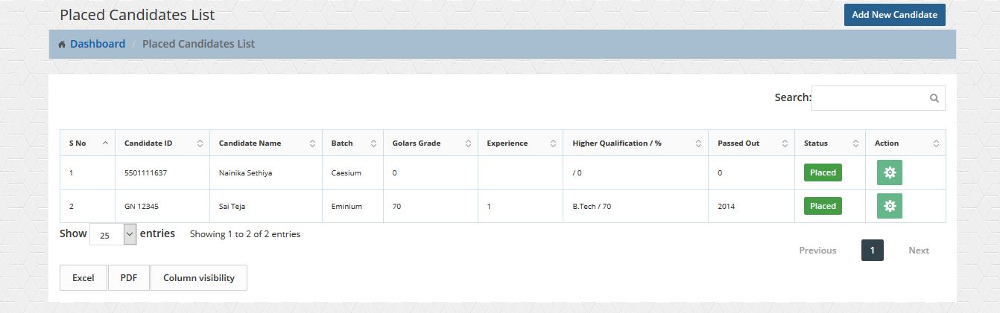 Placed Candidates List
Add New Candidate
Dashboard / Placed Candidates List
Search:
S No Candidate ID Candidate Name Batch Golars Grade Experience Higher Qualification / % Passed Out Status Action
1 5501111637 Nainika Sethiya Caesium 0 / 0 0 Placed
2 GN 12345 Sai Teja Eminium 70 1 B.Tech / 70 2014 Placed
Show 25 entries Showing 1 to 2 of 2 entries
Previous 1 Next
Excel PDF Column visibility